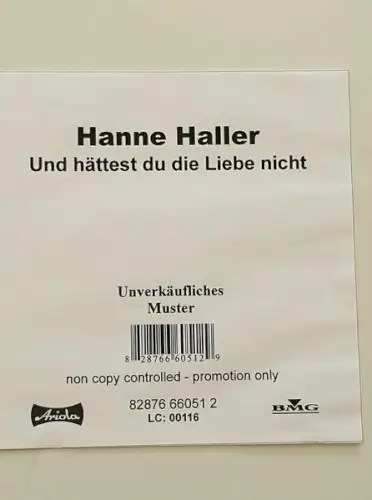 Hanne Haller
Und hättest du die Liebe nicht
Unverkäufliches
Muster
8 28766 60512 9
non copy controlled - promotion only
82876 66051 2
LC: 00116
Ariola
BMG